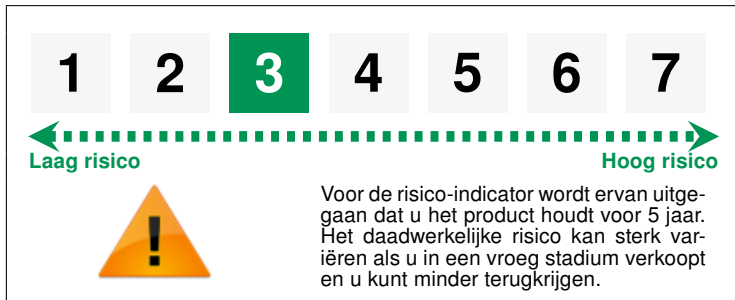 1 2 3 4 5 6 7
Laag risico Hoog risico
!
Voor de risico-indicator wordt ervan uitge-
gaan dat u het product houdt voor 5 jaar.
Het daadwerkelijke risico kan sterk var-
iëren als u in een vroeg stadium verkoopt
en u kunt minder terugkrijgen.